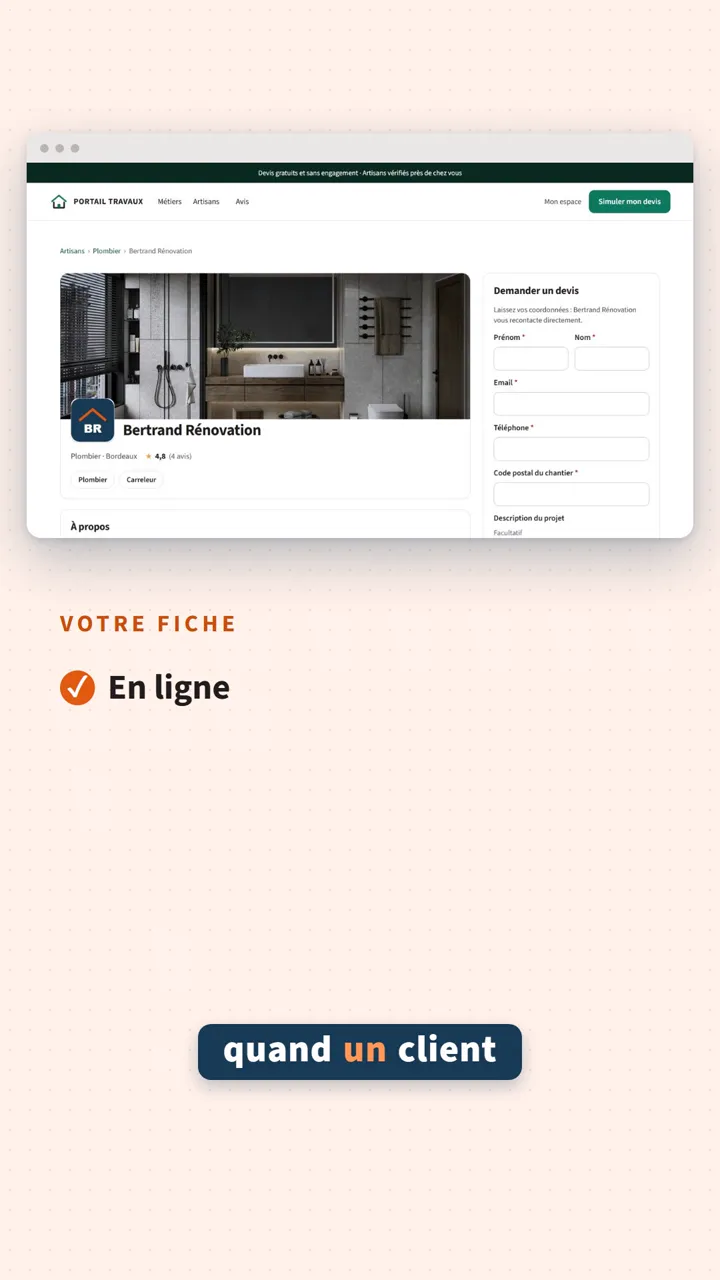 Devis gratuits et sans engagement · Artisans vérifiés près de chez vous
PORTAIL TRAVAUX Métiers Artisans Avis Mon espace Simuler mon devis
Artisans › Plombier › Bertrand Rénovation
BR
Bertrand Rénovation
Plombier · Bordeaux ★ 4,8 (4 avis)
Plombier Carreleur
À propos
Demander un devis
Laissez vos coordonnées : Bertrand Rénovation
vous recontacte directement.
Prénom * Nom *
Email *
Téléphone *
Code postal du chantier *
Description du projet
Facultatif
VOTRE FICHE
En ligne
quand un client